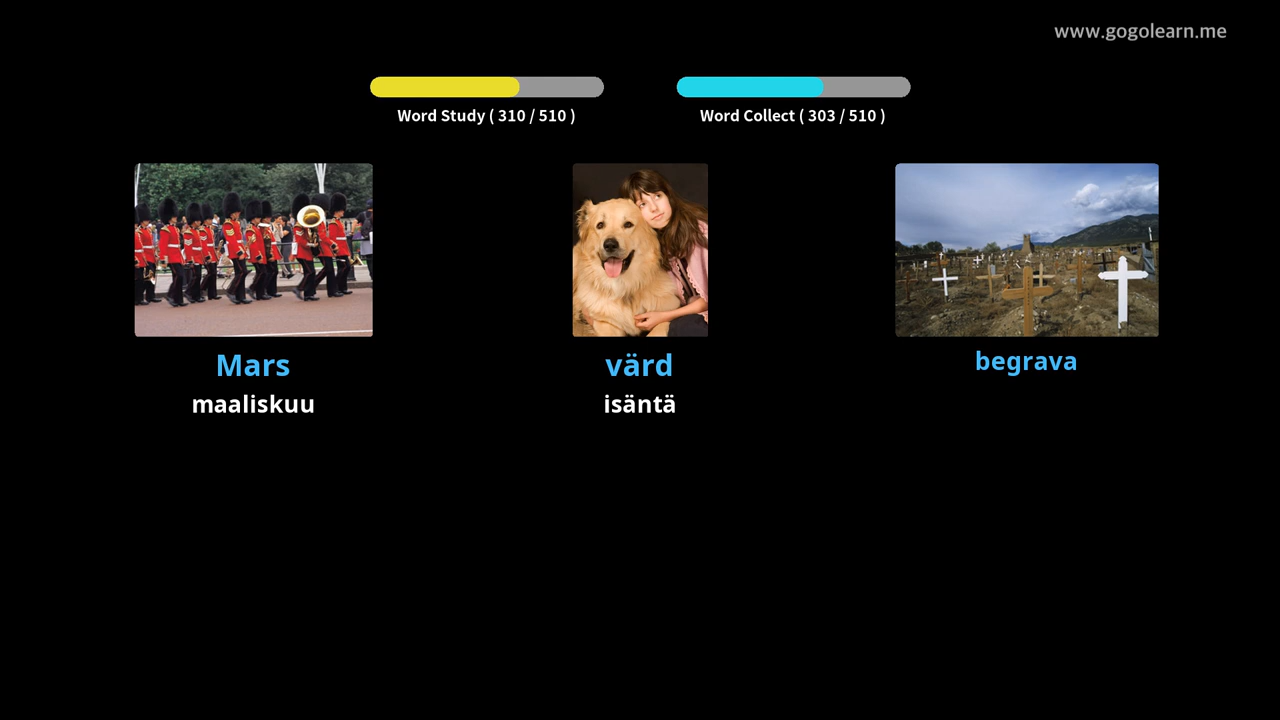 www.gogolearn.me
Word Study ( 310 / 510 )
Word Collect ( 303 / 510 )
Mars
maaliskuu
värd
isäntä
begrava